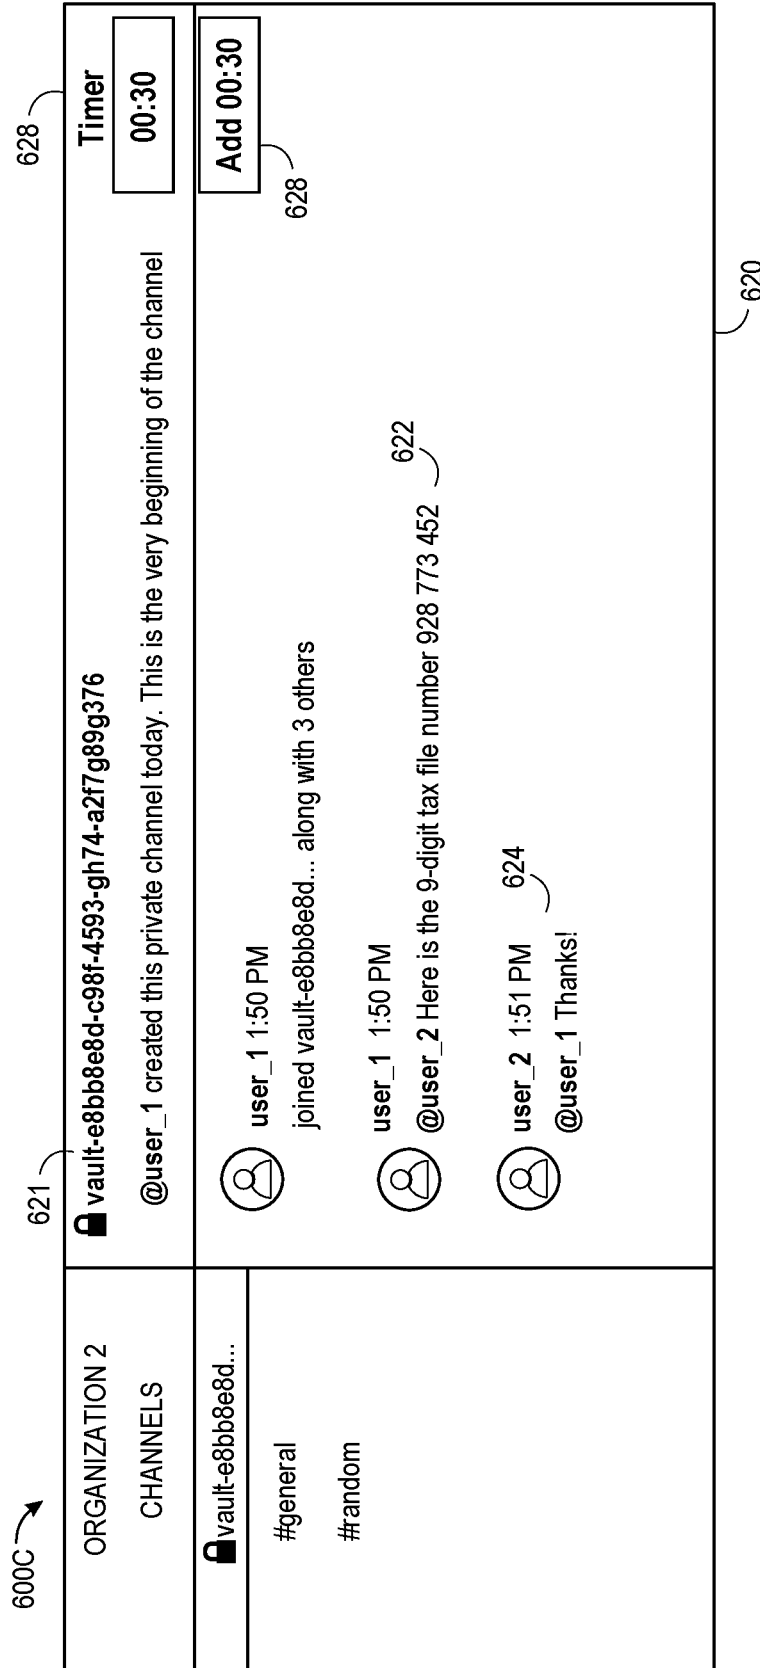 600C
ORGANIZATION 2
CHANNELS
vault-e8bb8e8d...
#general
#random
621
vault-e8bb8e8d-c98f-4593-gh74-a2f7g89g376
@user_1 created this private channel today. This is the very beginning of the channel
628
Timer
00:30
Add 00:30
628
user_1 1:50 PM
joined vault-e8bb8e8d... along with 3 others
user_1 1:50 PM
@user_2 Here is the 9-digit tax file number 928 773 452
622
user_2 1:51 PM
@user_1 Thanks!
624
620